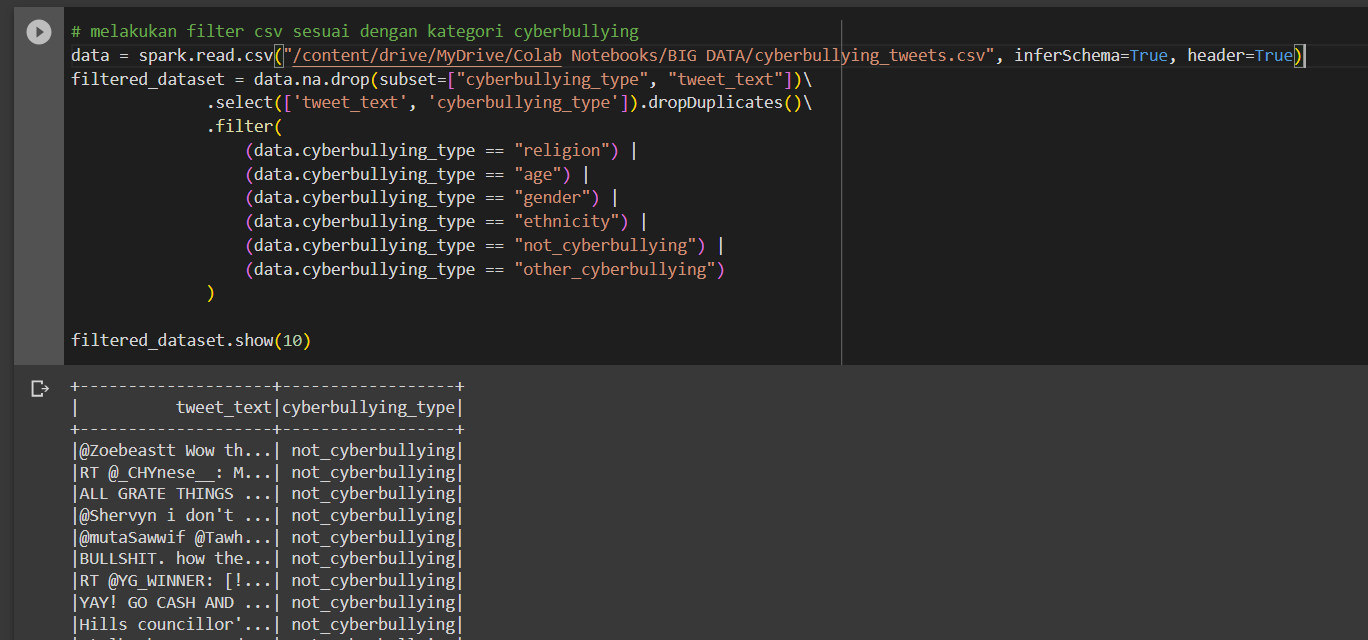 # melakukan filter csv sesuai dengan kategori cyberbullying
data = spark.read.csv("/content/drive/MyDrive/Colab Notebooks/BIG DATA/cyberbullying_tweets.csv", inferSchema=True, header=True)
filtered_dataset = data.na.drop(subset=["cyberbullying_type", "tweet_text"])\
.select(['tweet_text', 'cyberbullying_type']).dropDuplicates()\
.filter(
(data.cyberbullying_type == "religion") |
(data.cyberbullying_type == "age") |
(data.cyberbullying_type == "gender") |
(data.cyberbullying_type == "ethnicity") |
(data.cyberbullying_type == "not_cyberbullying") |
(data.cyberbullying_type == "other_cyberbullying")
)
filtered_dataset.show(10)
+--------------------+------------------+
|          tweet_text|cyberbullying_type|
+--------------------+------------------+
|@Zoebeastt Wow th...| not_cyberbullying|
|RT @_CHYnese__: M...| not_cyberbullying|
|ALL GRATE THINGS ...| not_cyberbullying|
|@Shervyn i don't ...| not_cyberbullying|
|@mutaSawwif @Tawh...| not_cyberbullying|
|BULLSHIT. how the...| not_cyberbullying|
|RT @YG_WINNER: [!...| not_cyberbullying|
|YAY! GO CASH AND ...| not_cyberbullying|
|Hills councillor'...| not_cyberbullying|